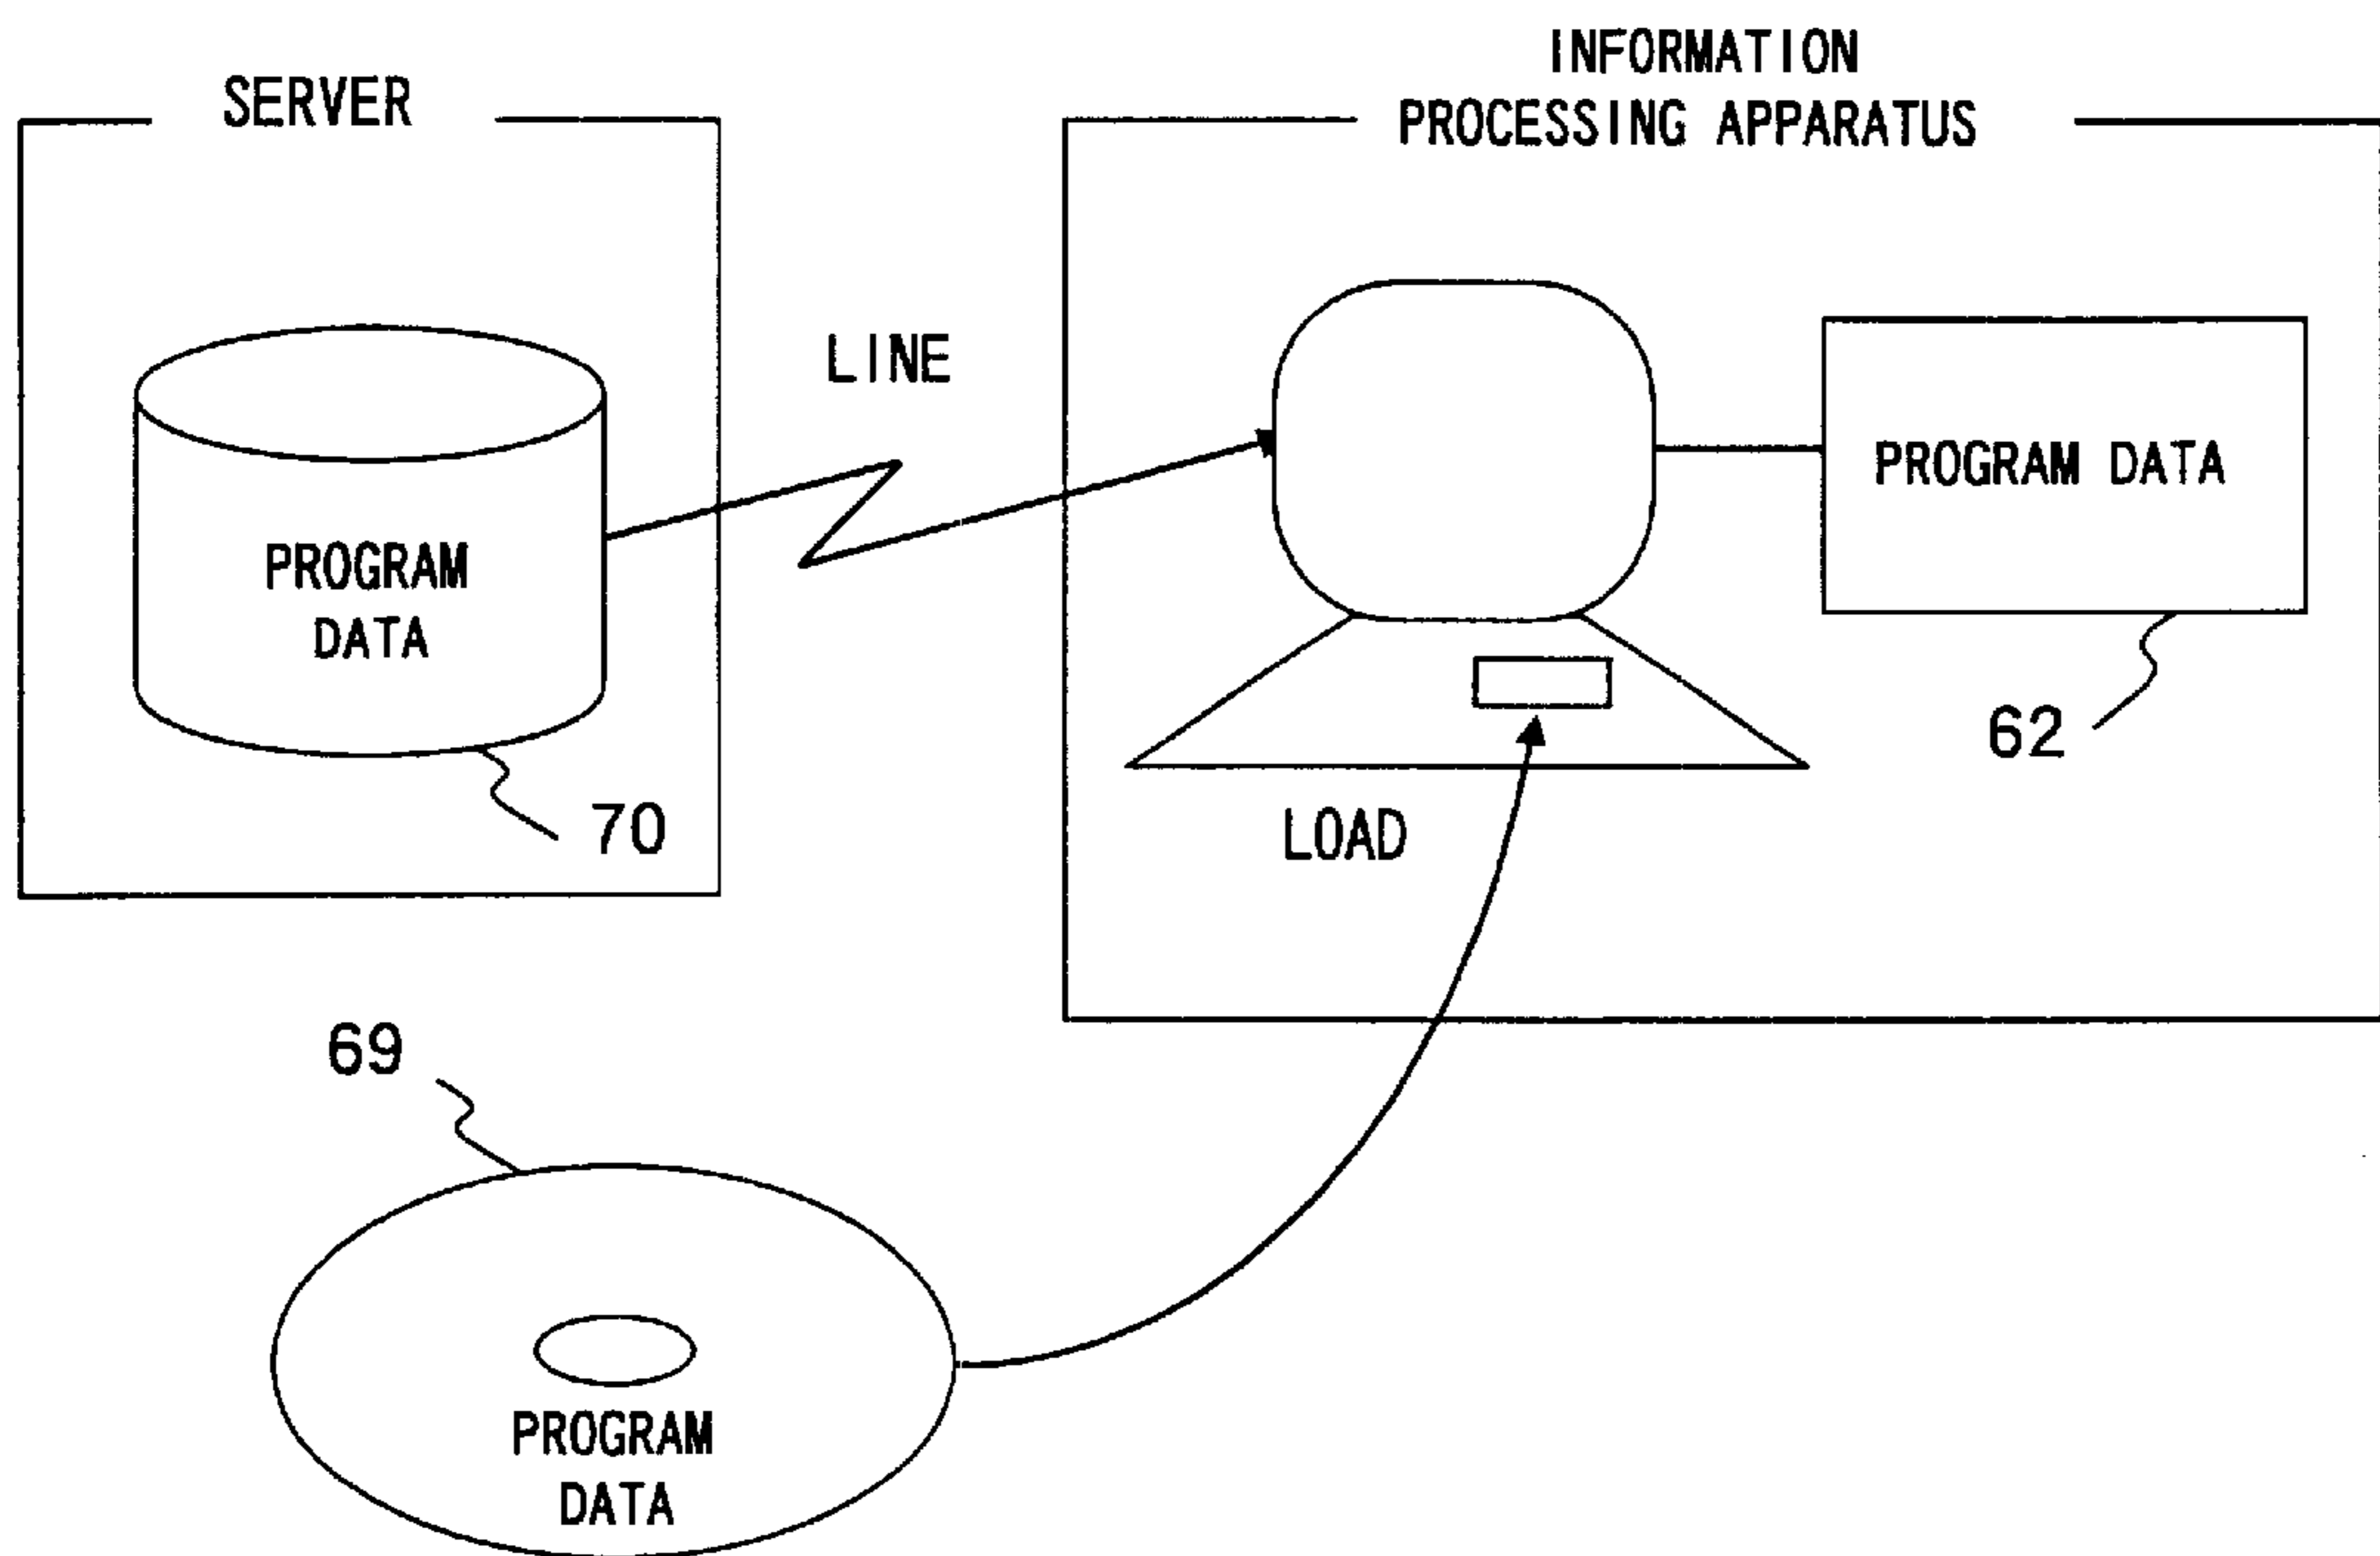 SERVER
INFORMATION
PROCESSING APPARATUS
LINE
PROGRAM DATA
PROGRAM
DATA
62
70
LOAD
69
PROGRAM
DATA